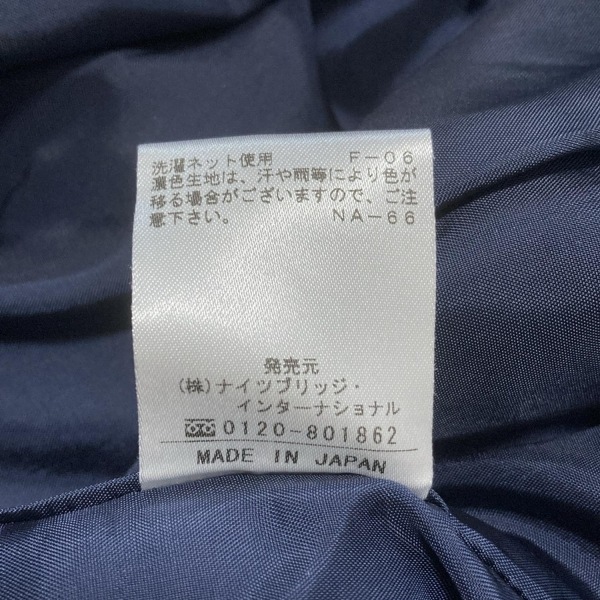 洗濯ネット使用 F-06
濃色生地は、汗や雨等により色が
移る場合がございますので、ご注
意下さい。 NA-66
発売元
(株)ナイツブリッジ・
インターナショナル
0120-801862
MADE IN JAPAN